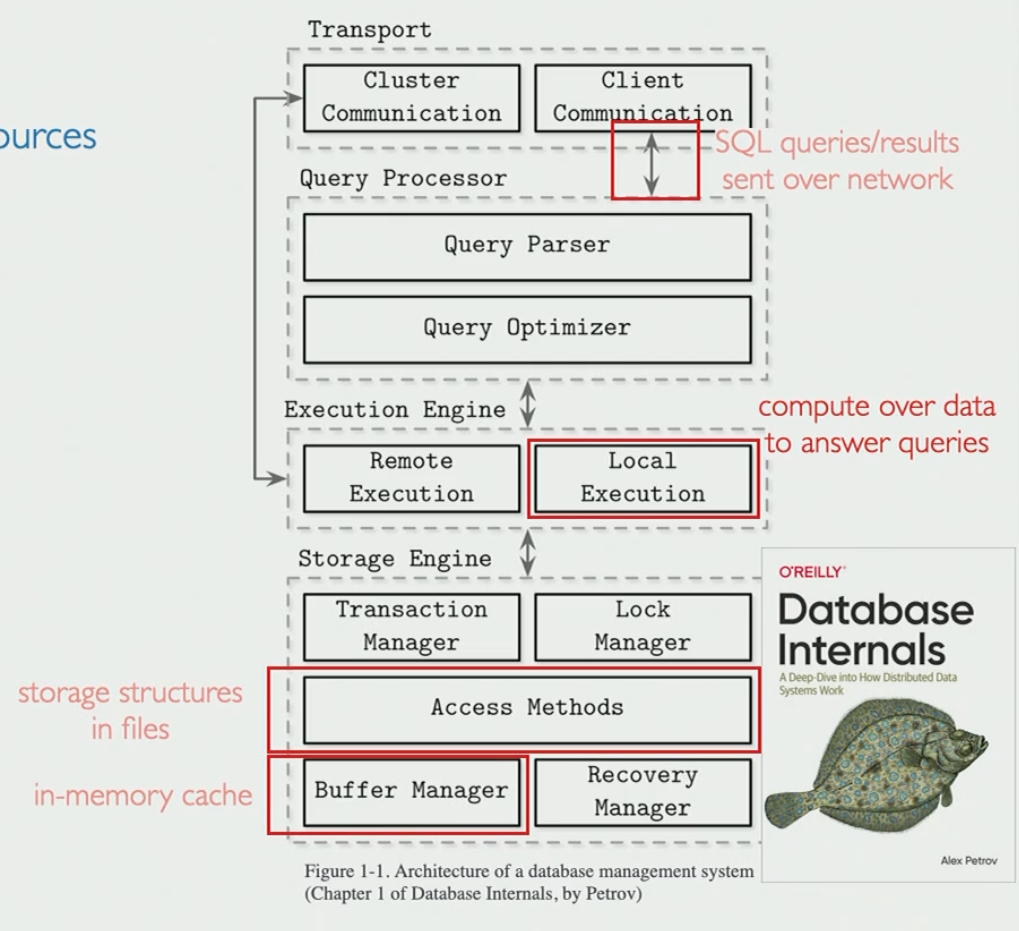 Transport
Cluster
Communication
Client
Communication
ources
SQL queries/results
sent over network
Query Processor
Query Parser
Query Optimizer
Execution Engine
compute over data
to answer queries
Remote
Execution
Local
Execution
Storage Engine
Transaction
Manager
Lock
Manager
storage structures
in files
Access Methods
in-memory cache
Buffer Manager
Recovery
Manager
O'REILLY®
Database
Internals
A Deep-Dive into How Distributed Data
Systems Work
Alex Petrov
Figure 1-1. Architecture of a database management system
(Chapter 1 of Database Internals, by Petrov)